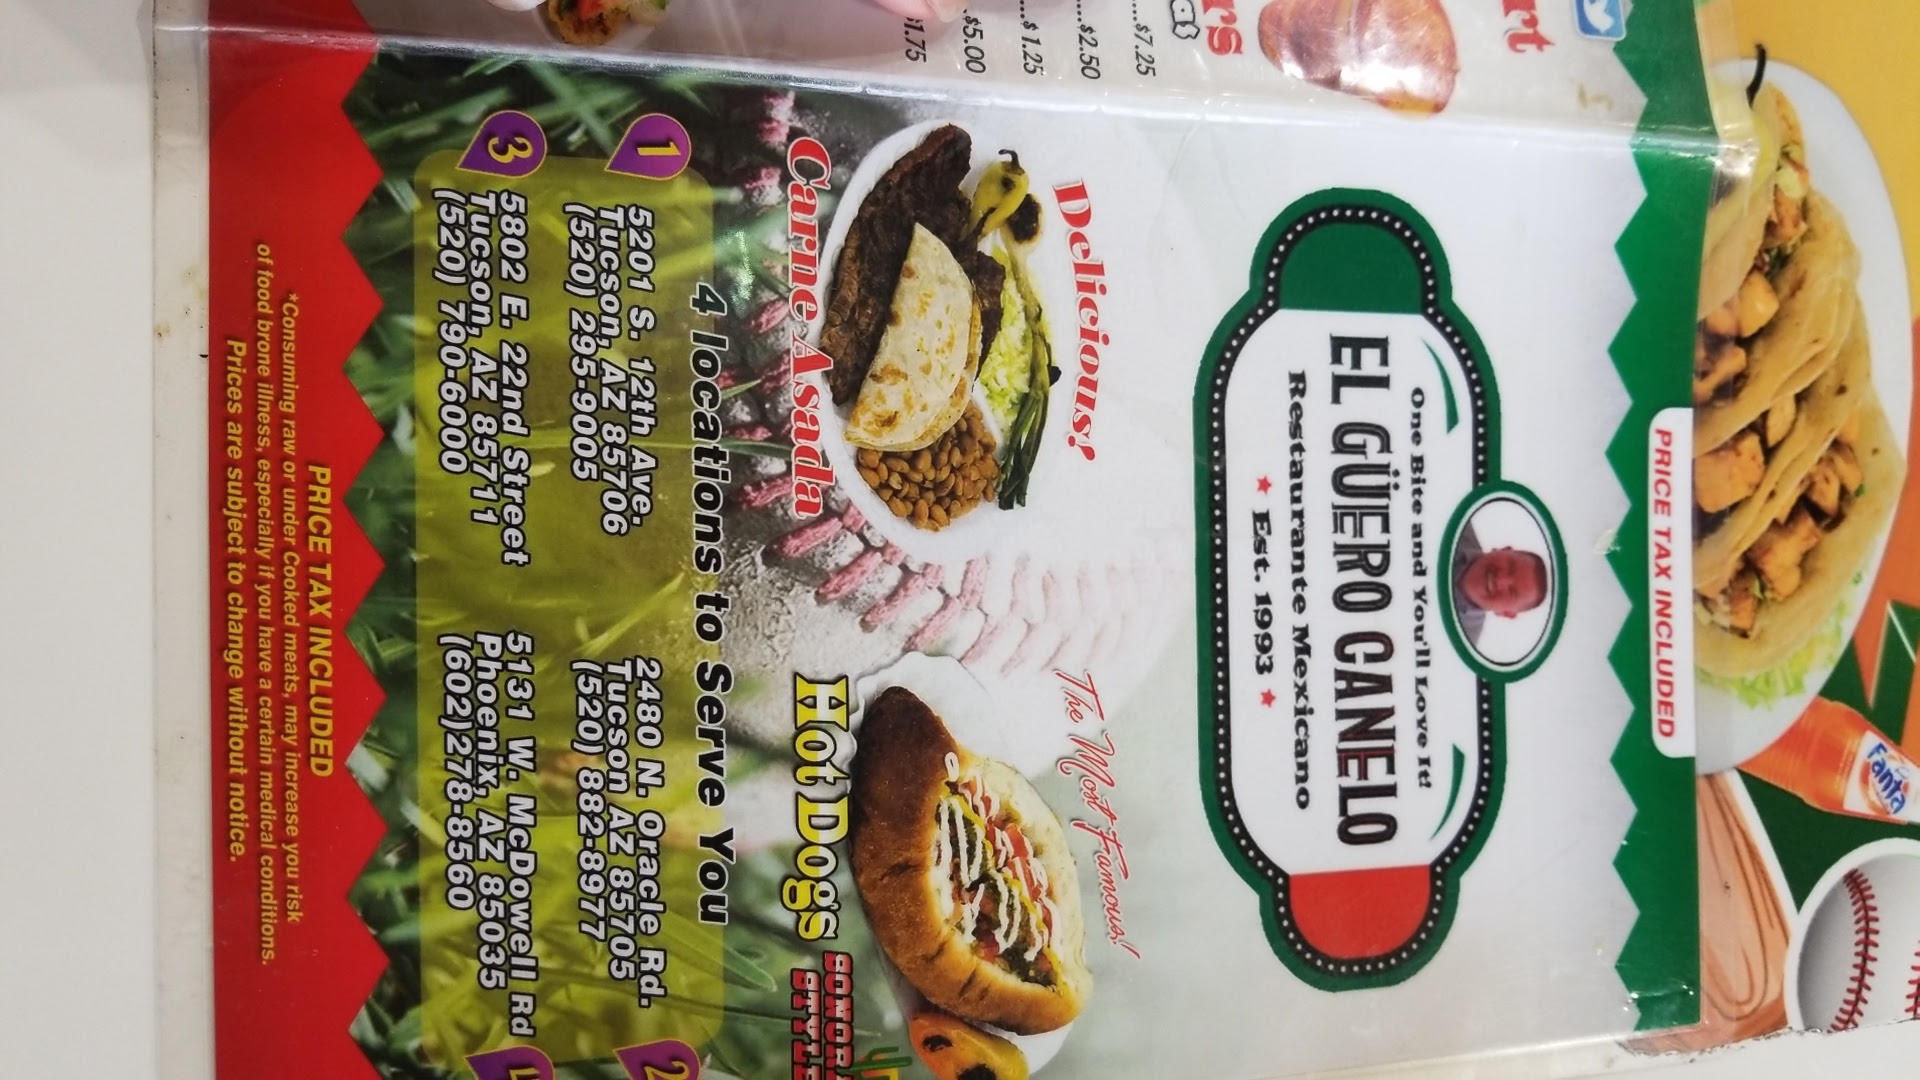 $7.25
$2.50
$1.25
$5.00
$1.75
PRICE TAX INCLUDED
Fanta
One Bite and You'll Love It!
EL GÜERO CANELO
Restaurante Mexicano
★ Est. 1993 ★
Delicious!
Carne Asada
The Most Famous!
Hot Dogs
SONORA
STYLE
4 locations to Serve You
1
5201 S. 12th Ave.
Tucson, AZ 85706
(520) 295-9005
2
2480 N. Oracle Rd.
Tucson AZ 85705
(520) 882-8977
3
5802 E. 22nd Street
Tucson, AZ 85711
(520) 790-6000
4
5131 W. McDowell Rd
Phoenix, AZ 85035
(602)278-8560
PRICE TAX INCLUDED
*Consuming raw or under Cooked meats, may increase you risk
of food brone illness, especially if you have a certain medical conditions.
Prices are subject to change without notice.